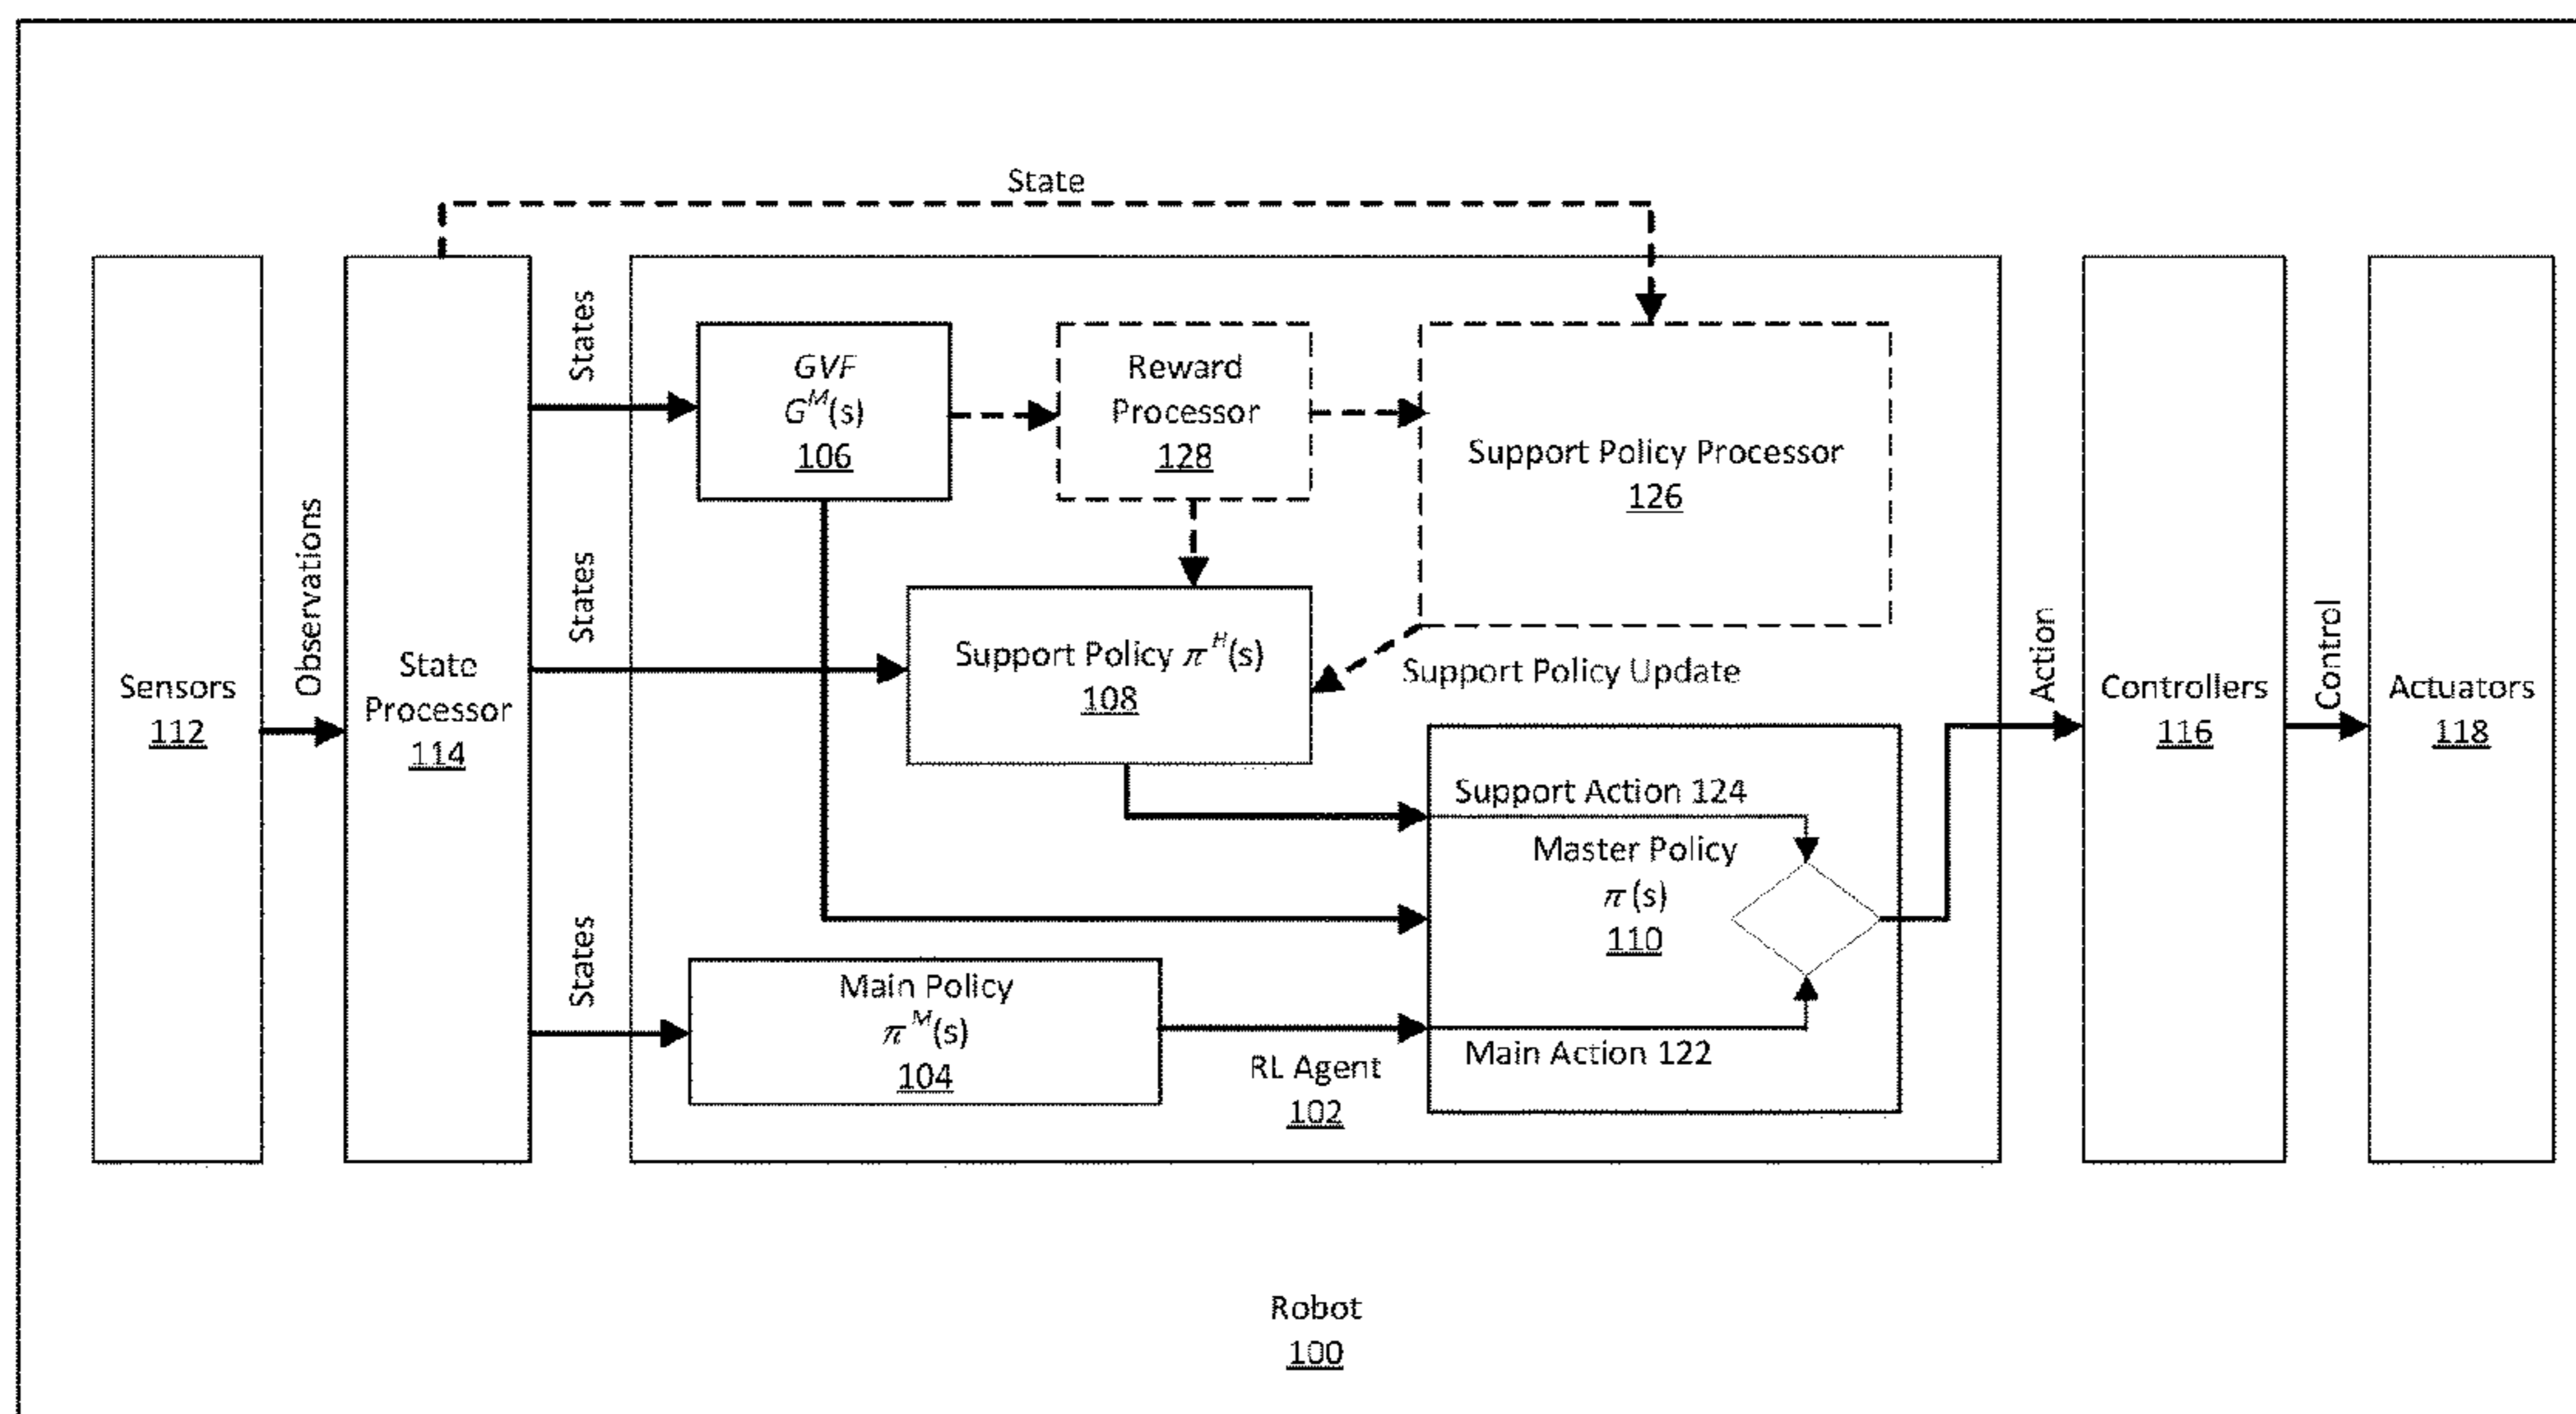 State
Sensors
112
Observations
State
Processor
114
States
States
States
GVF
G^M(s)
106
Reward
Processor
128
Support Policy Processor
126
Support Policy π^H(s)
108
Support Policy Update
Support Action 124
Master Policy
π(s)
110
Main Action 122
Main Policy
π^M(s)
104
RL Agent
102
Action
Controllers
116
Control
Actuators
118
Robot
100